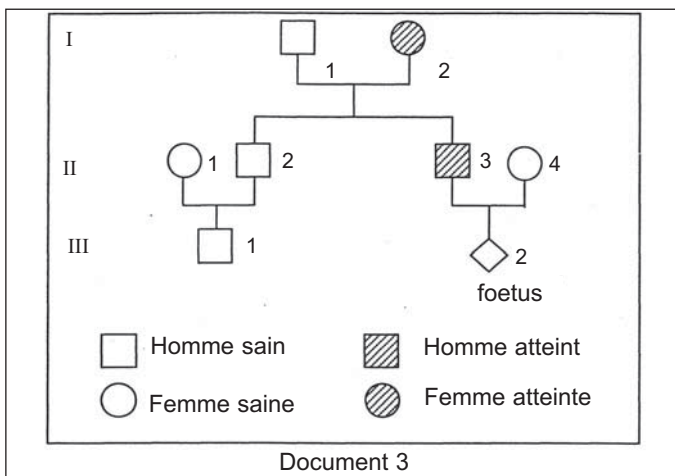 I
1 2
II
1 2 3 4
III
1 2
foetus
Homme sain Homme atteint
Femme saine Femme atteinte
Document 3